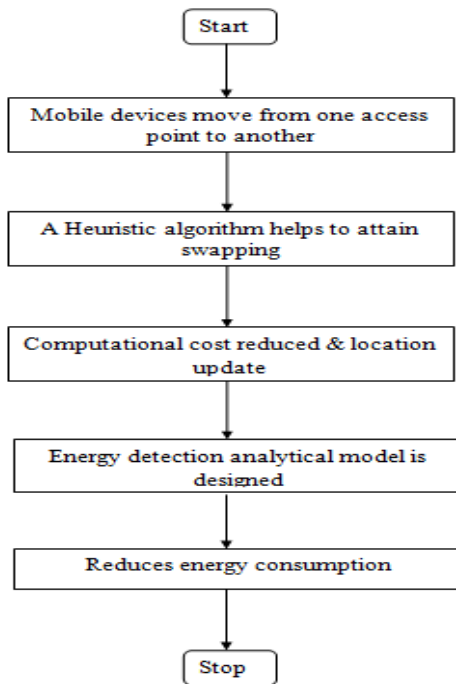 Start
Mobile devices move from one access
point to another
A Heuristic algorithm helps to attain
swapping
Computational cost reduced & location
update
Energy detection analytical model is
designed
Reduces energy consumption
Stop